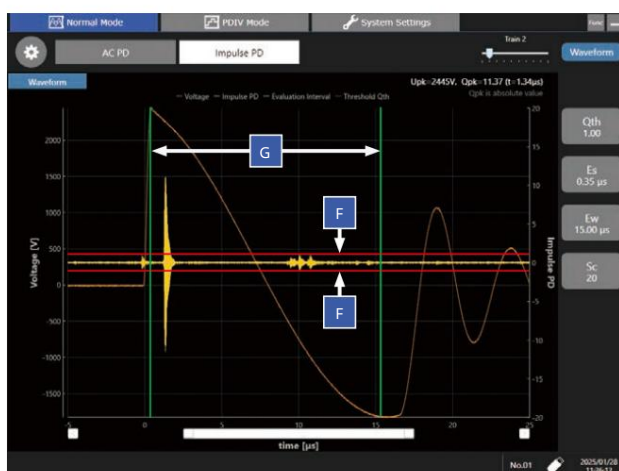 Normal Mode
PDIV Mode
System Settings
Func
AC PD
Impulse PD
Train 2
Waveform
Waveform
Upk=2445V, Qpk=11.37 (t=1.34μs)
Qpk is absolute value
Voltage Impulse PD Evaluation Interval Threshold Qth
Voltage [V]
2000
1500
1000
500
0
-500
-1000
-1500
G
F
F
20
15
10
5
0
-5
-10
-15
-20
Impulse PD
-5 0 5 10 15 20 25
time [μs]
Qth
1.00
Es
0.35 μs
Ew
15.00 μs
Sc
20
No.01
2025/01/28